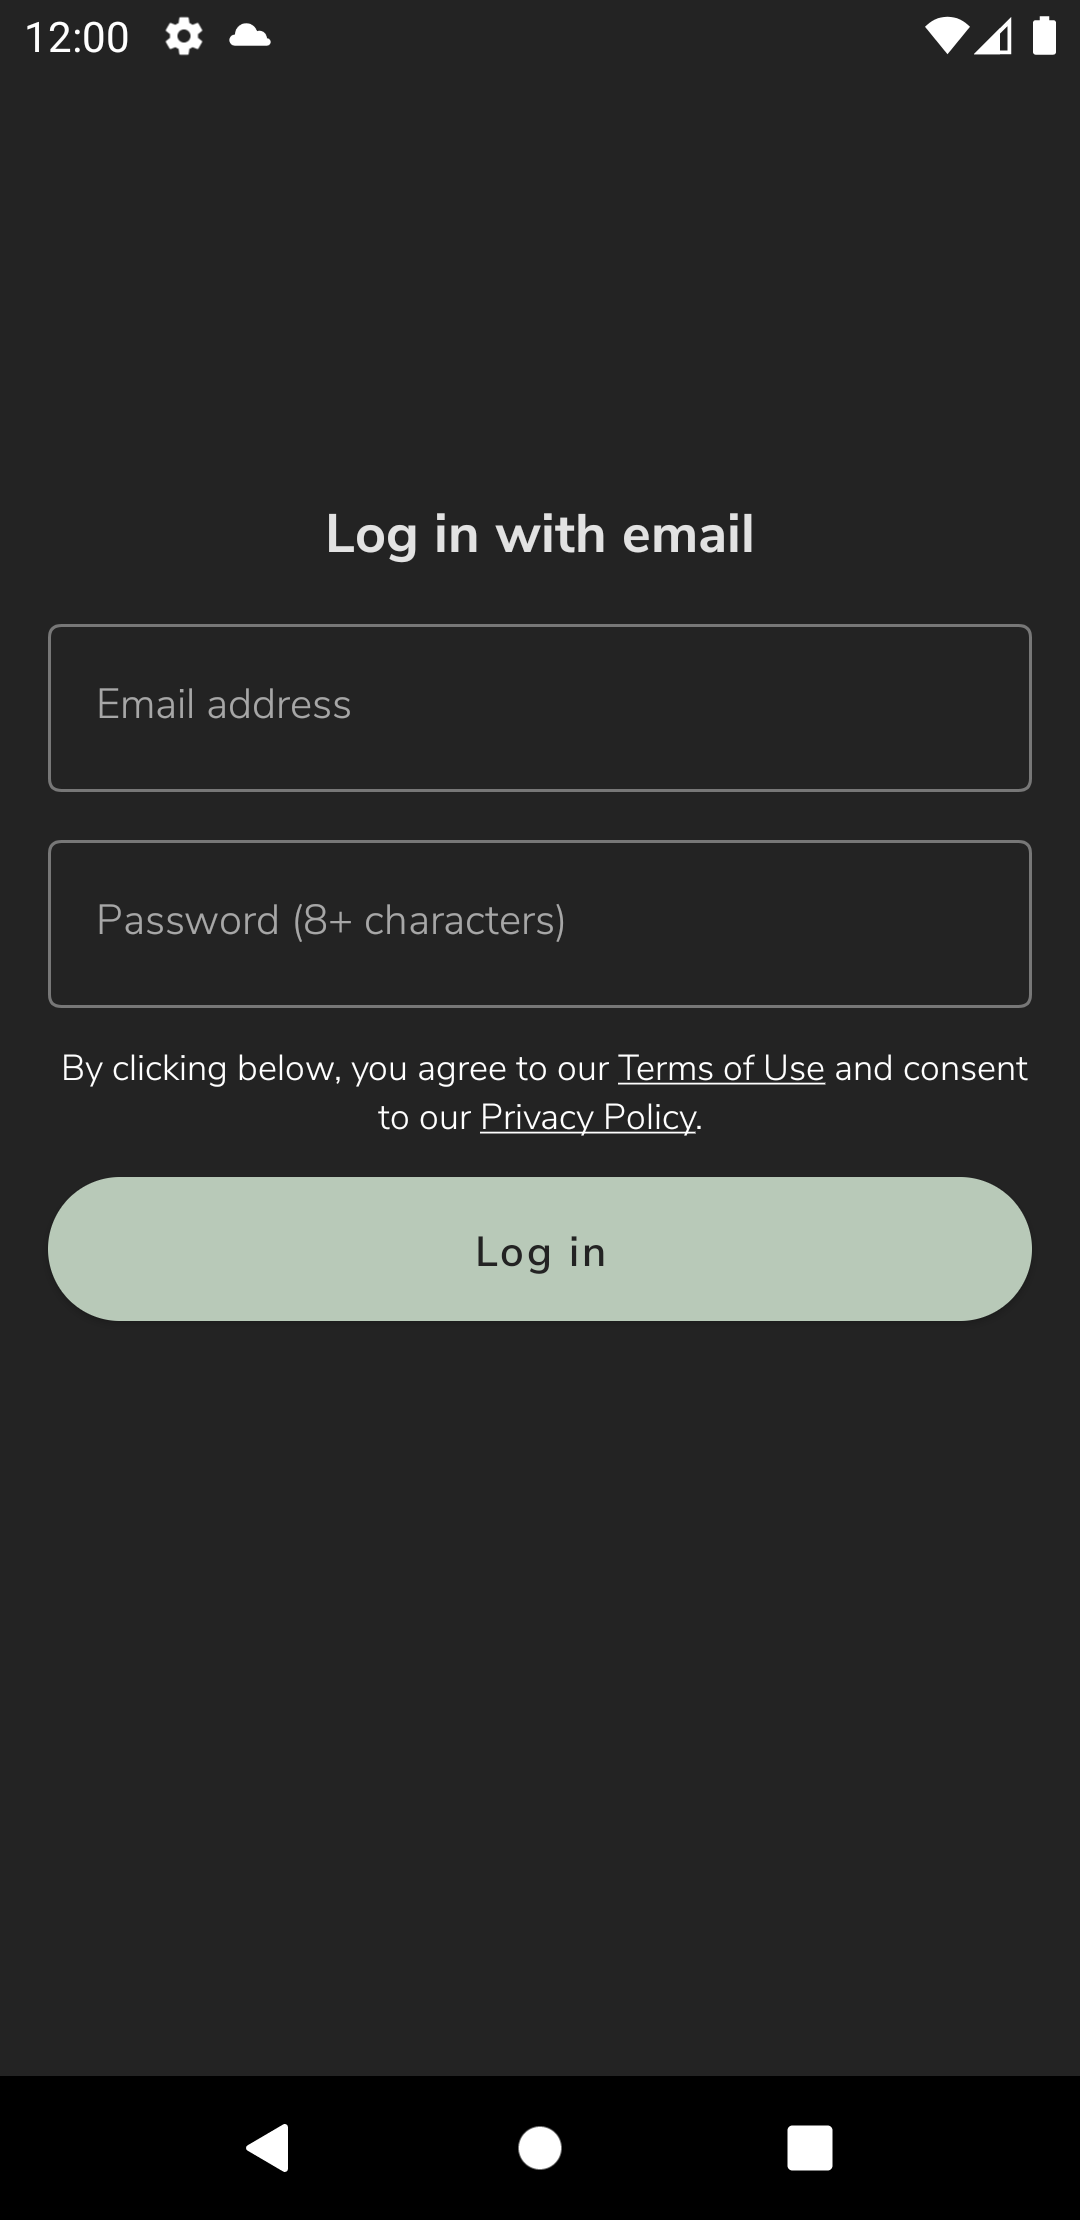 12:00
Log in with email
Email address
Password (8+ characters)
By clicking below, you agree to our Terms of Use and consent
to our Privacy Policy.
Log in